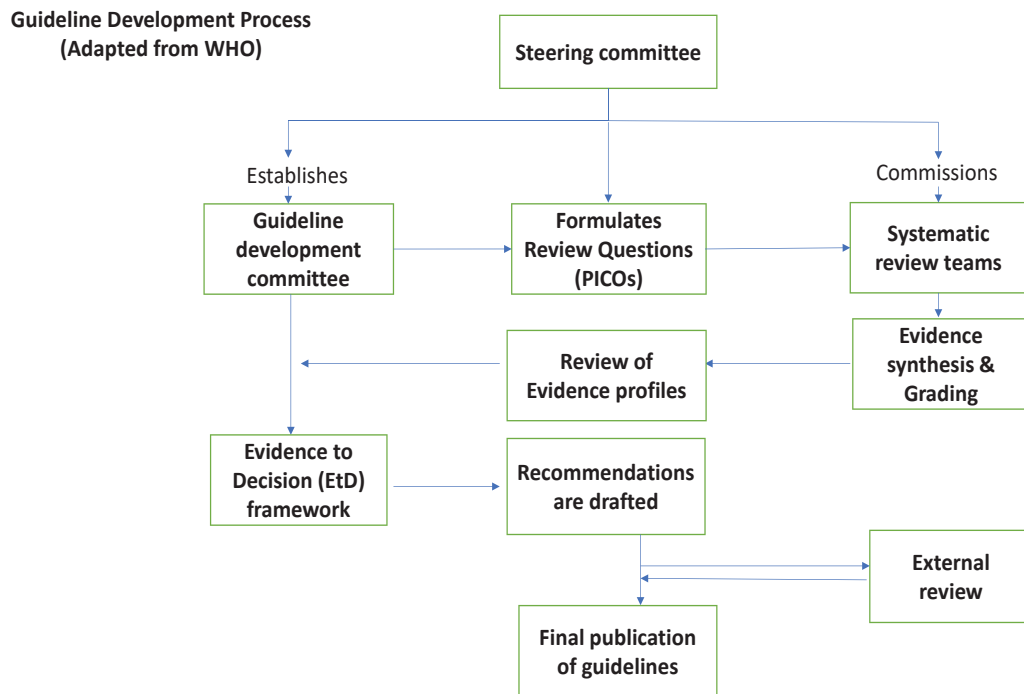 Guideline Development Process
(Adapted from WHO)
Steering committee
Establishes
Commissions
Guideline
development
committee
Formulates
Review Questions
(PICOs)
Systematic
review teams
Evidence
synthesis &
Grading
Review of
Evidence profiles
Evidence to
Decision (EtD)
framework
Recommendations
are drafted
External
review
Final publication
of guidelines